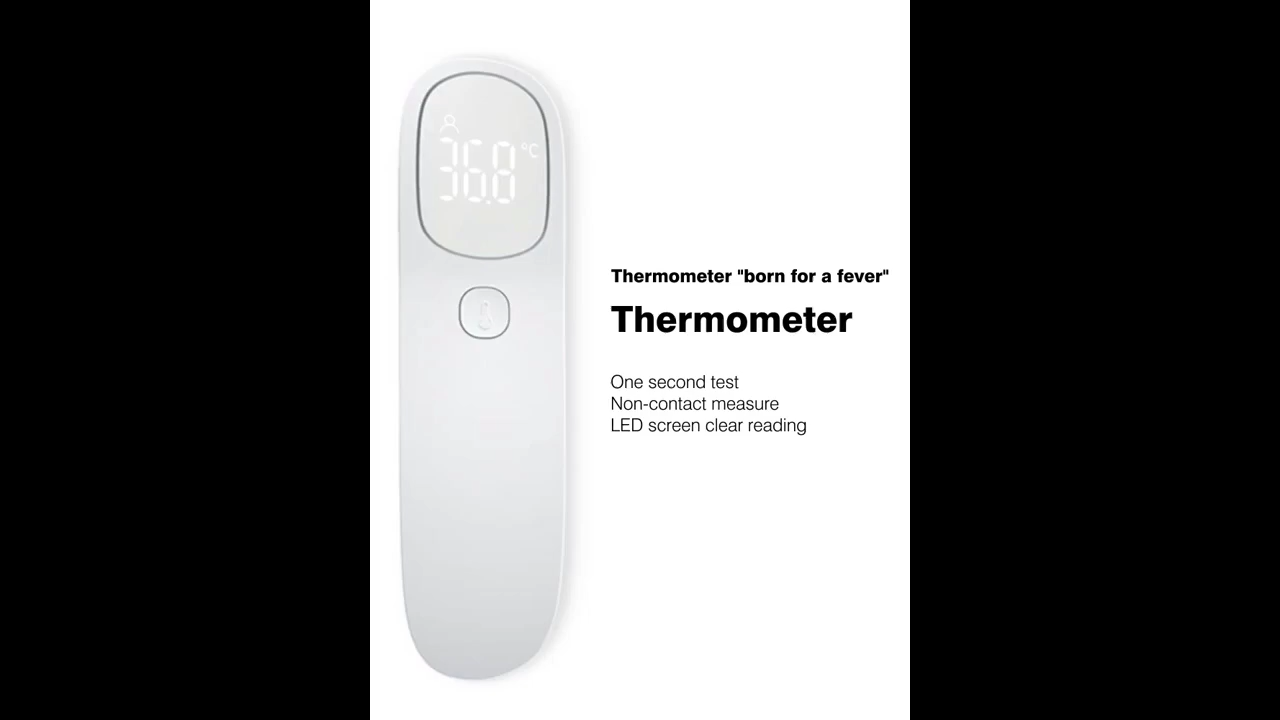 36.8 °C
Thermometer "born for a fever"
Thermometer
One second test
Non-contact measure
LED screen clear reading